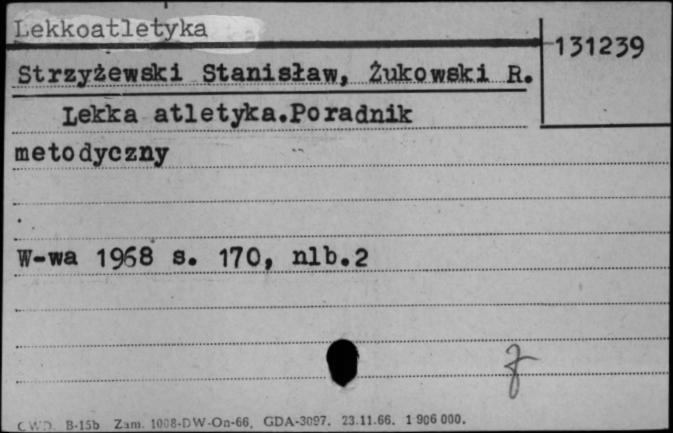 Lekkoatletyka
131239
Strzyżewski Stanisław, Żukowski R.
Lekka atletyka.Poradnik
metodyczny
W-wa 1968 s. 170, nlb.2
CWD. B-15b Zam. 1008-DW-On-66. GDA-3097. 23.11.66. 1 906 000.